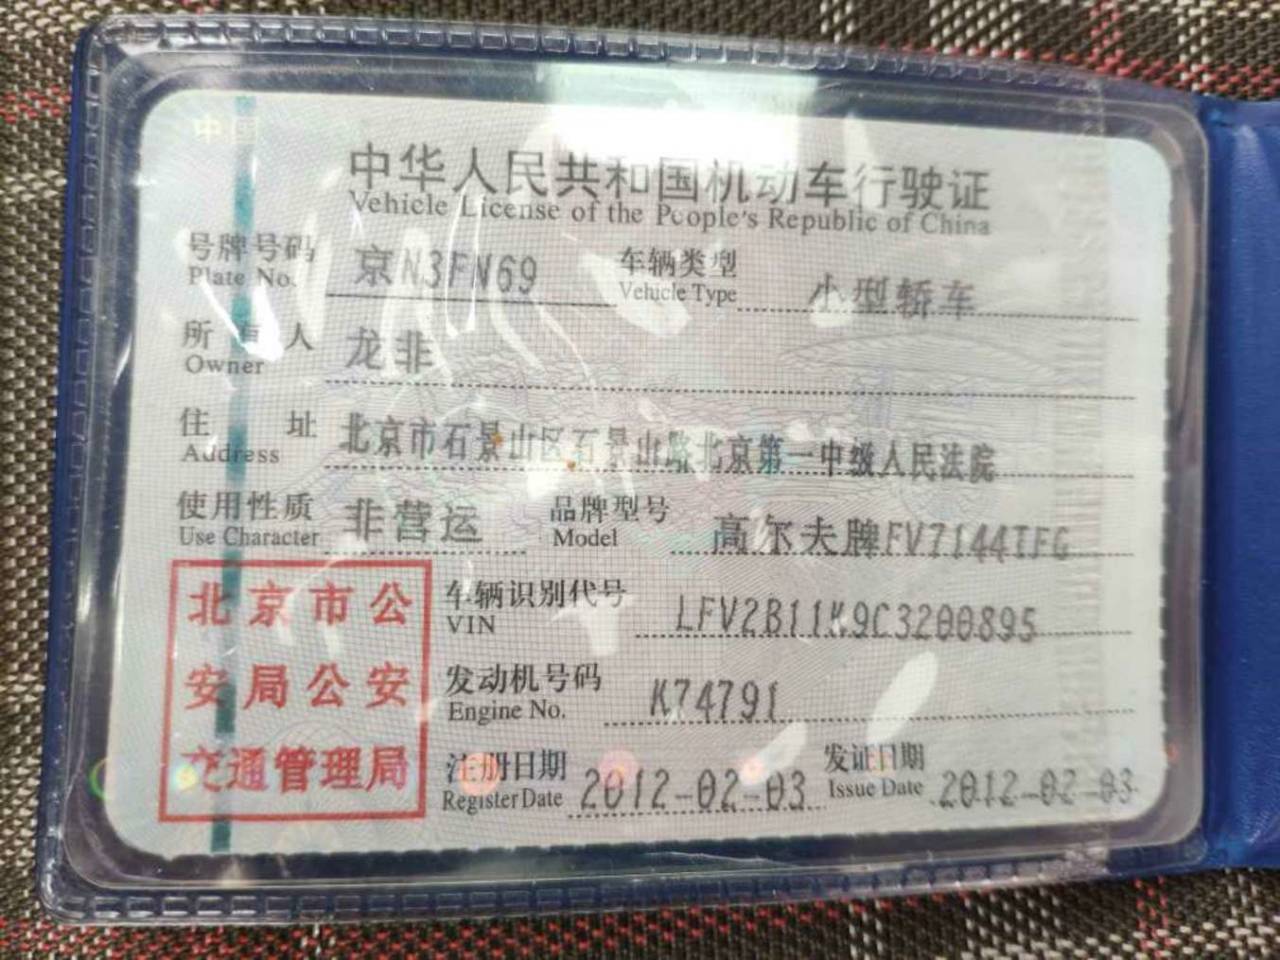 中国
中华人民共和国机动车行驶证
Vehicle License of the People's Republic of China
号牌号码 京N3FN69 车辆类型 小型轿车
Plate No. Vehicle Type
所有人 龙非
Owner
住址 北京市石景山区石景山路北京第一中级人民法院
Address
使用性质 非营运 品牌型号 高尔夫牌FV7144TFG
Use Character Model
北京市公
安局公安
交通管理局
车辆识别代号 LFV2B11K9C3200895
VIN
发动机号码 K74791
Engine No.
注册日期 2012-02-03 发证日期 2012-02-03
Register Date Issue Date